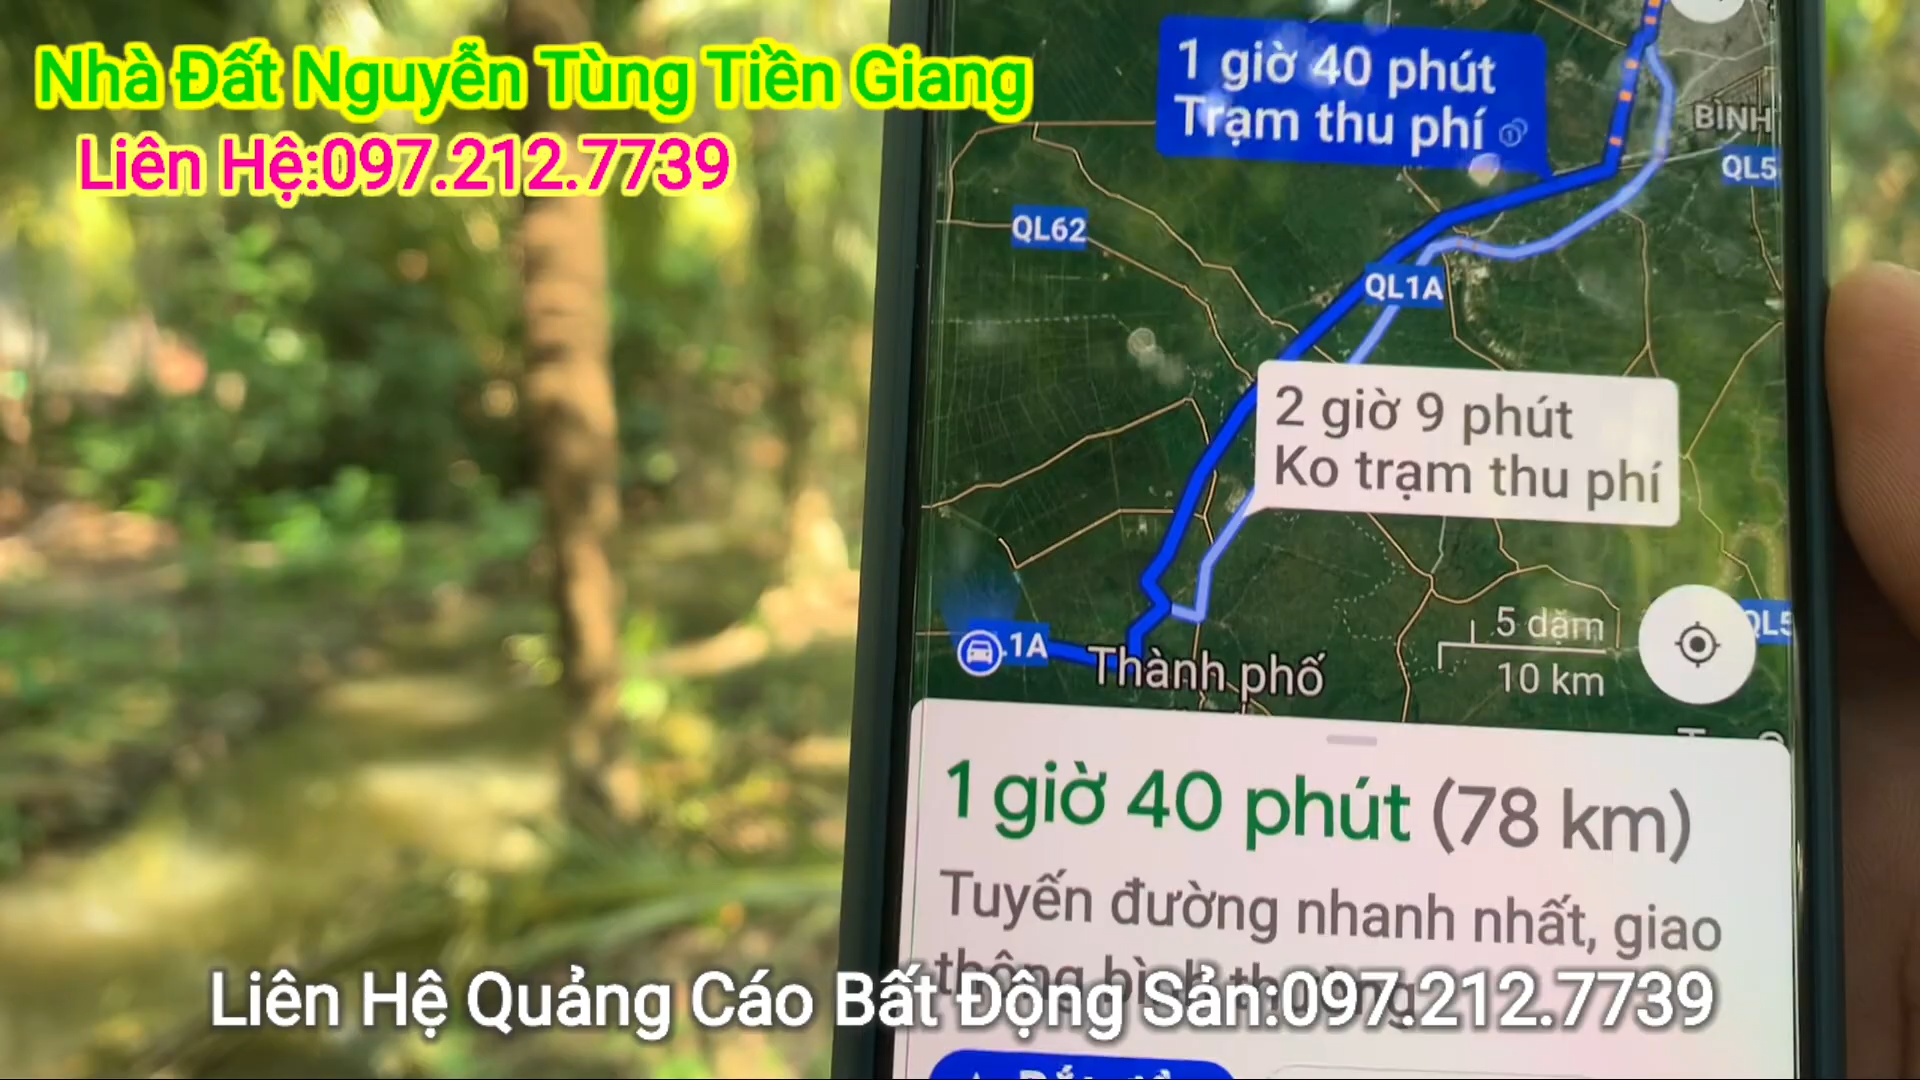 Nhà Đất Nguyễn Tùng Tiền Giang
Liên Hệ:097.212.7739
1 giờ 40 phút
Trạm thu phí
BÌNH
QL5
QL62
QL1A
2 giờ 9 phút
Ko trạm thu phí
5 dặm
10 km
QL5
1A
Thành phố
1 giờ 40 phút (78 km)
Tuyến đường nhanh nhất, giao
thông bình thường
Liên Hệ Quảng Cáo Bất Động Sản:097.212.7739